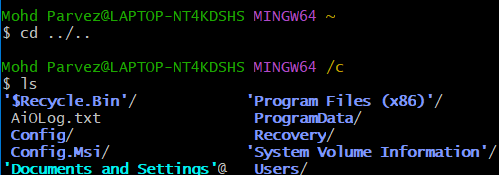 Mohd Parvez@LAPTOP-NT4KDSHS MINGW64 ~
$ cd ../..
Mohd Parvez@LAPTOP-NT4KDSHS MINGW64 /c
$ ls
'$Recycle.Bin'/ 'Program Files (x86)'/
AiOLog.txt ProgramData/
Config/ Recovery/
Config.Msi/ 'System Volume Information'/
'Documents and Settings'@ Users/